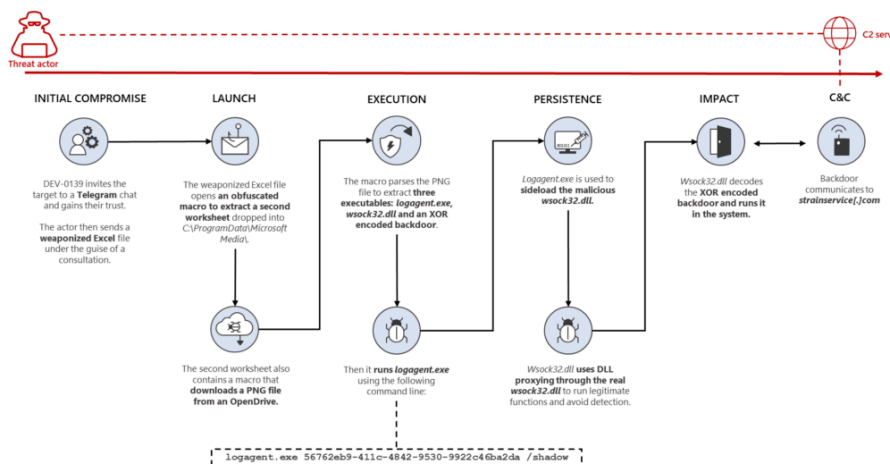 Threat actor
C2 serv
INITIAL COMPROMISE
LAUNCH
EXECUTION
PERSISTENCE
IMPACT
C&C
DEV-0139 invites the
target to a Telegram chat
and gains their trust.
The actor then sends a
weaponized Excel file
under the guise of a
consultation.
The weaponized Excel file
opens an obfuscated
macro to extract a second
worksheet dropped into
C:\ProgramData\Microsoft
Media\.
The second worksheet also
contains a macro that
downloads a PNG file
from an OpenDrive.
The macro parses the PNG
file to extract three
executables: logagent.exe,
wsock32.dll and an XOR
encoded backdoor.
Then it runs logagent.exe
using the following
command line:
logagent.exe 56762eb9-411c-4842-9530-9922c46ba2da /shadow
Logagent.exe is used to
sideload the malicious
wsock32.dll.
Wsock32.dll uses DLL
proxying through the real
wsock32.dll to run legitimate
functions and avoid detection.
Wsock32.dll decodes
the XOR encoded
backdoor and runs it
in the system.
Backdoor
communicates to
strainservice[.]com